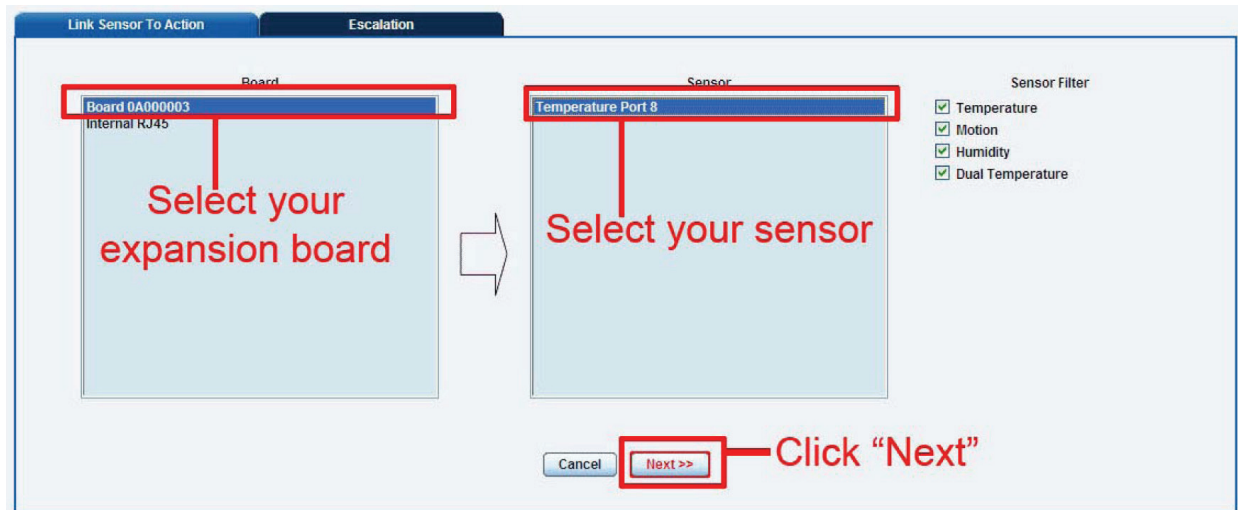 Link Sensor To Action
Escalation
Board
Sensor
Sensor Filter
Board 0A000003
Internal RJ45
Temperature Port 8
Temperature
Motion
Humidity
Dual Temperature
Select your
expansion board
Select your sensor
Cancel
Next >>
Click “Next”